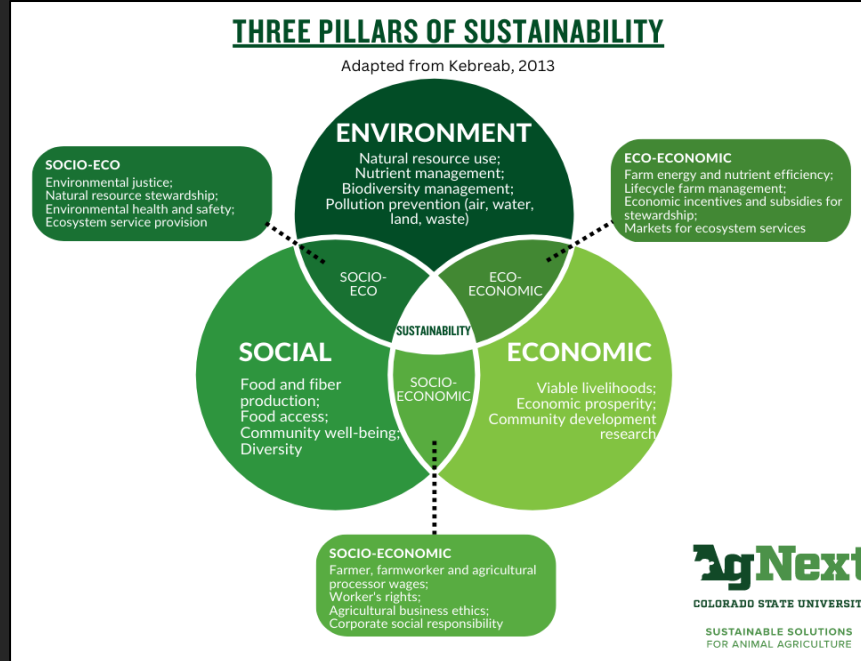 THREE PILLARS OF SUSTAINABILITY
Adapted from Kebreab, 2013
ENVIRONMENT
Natural resource use;
Nutrient management;
Biodiversity management;
Pollution prevention (air, water,
land, waste)
SOCIO-ECO
Environmental justice;
Natural resource stewardship;
Environmental health and safety;
Ecosystem service provision
ECO-ECONOMIC
Farm energy and nutrient efficiency;
Lifecycle farm management;
Economic incentives and subsidies for
stewardship;
Markets for ecosystem services
SOCIO-
ECO
ECO-
ECONOMIC
SUSTAINABILITY
SOCIAL
Food and fiber
production;
Food access;
Community well-being;
Diversity
SOCIO-
ECONOMIC
ECONOMIC
Viable livelihoods;
Economic prosperity;
Community development
research
SOCIO-ECONOMIC
Farmer, farmworker and agricultural
processor wages;
Worker's rights;
Agricultural business ethics;
Corporate social responsibility
AgNext
COLORADO STATE UNIVERSIT
SUSTAINABLE SOLUTIONS
FOR ANIMAL AGRICULTURE